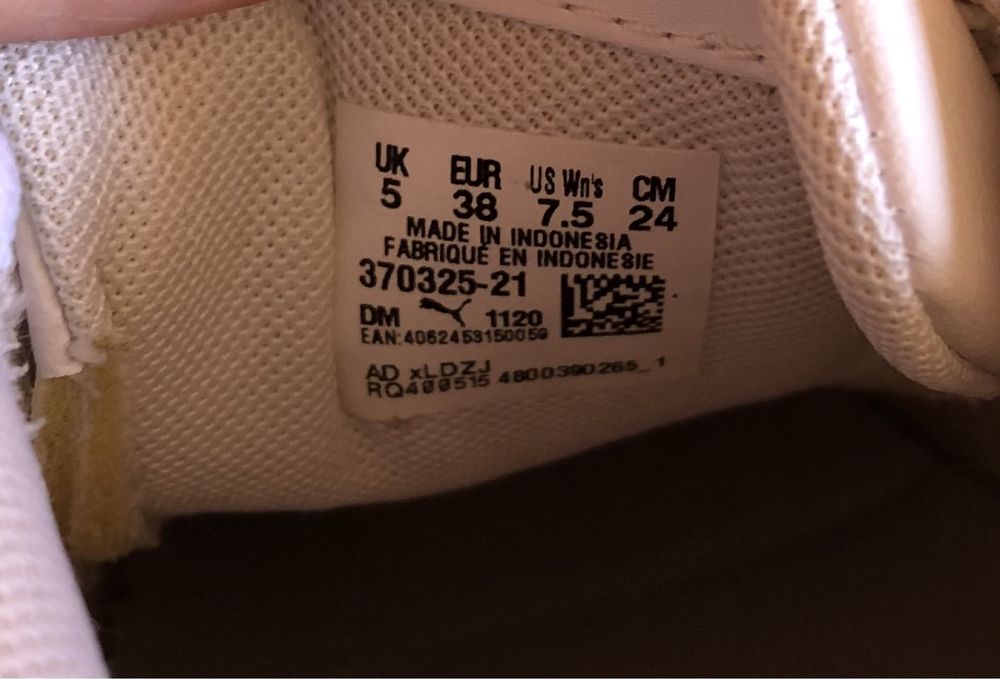 UK EUR US Wn's CM
5 38 7.5 24
MADE IN INDONESIA
FABRIQUÉ EN INDONESIE
370325-21
DM 1120
EAN:4062453150059
AD xLDZJ
RQ400515 4800390265_1